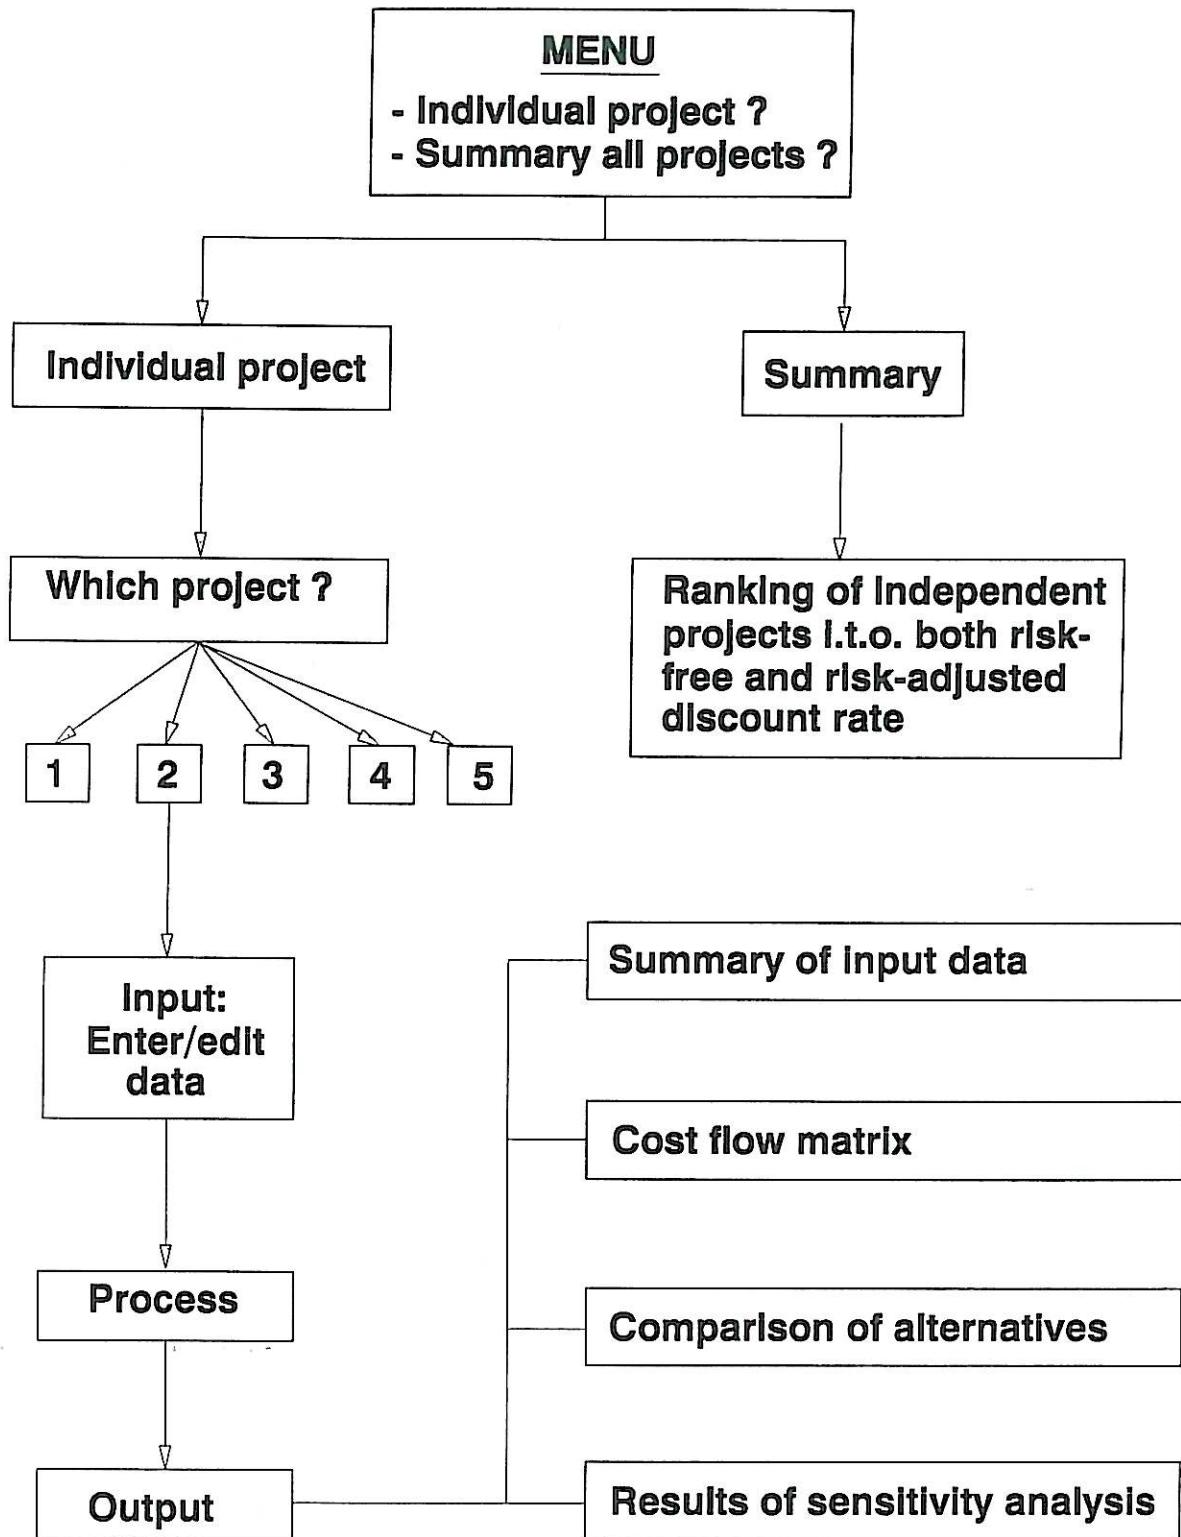 MENU
- Individual project ?
- Summary all projects ?
Individual project
Summary
Which project ?
Ranking of independent
projects i.t.o. both risk-
free and risk-adjusted
discount rate
1
2
3
4
5
Input:
Enter/edit
data
Summary of input data
Cost flow matrix
Process
Comparison of alternatives
Output
Results of sensitivity analysis